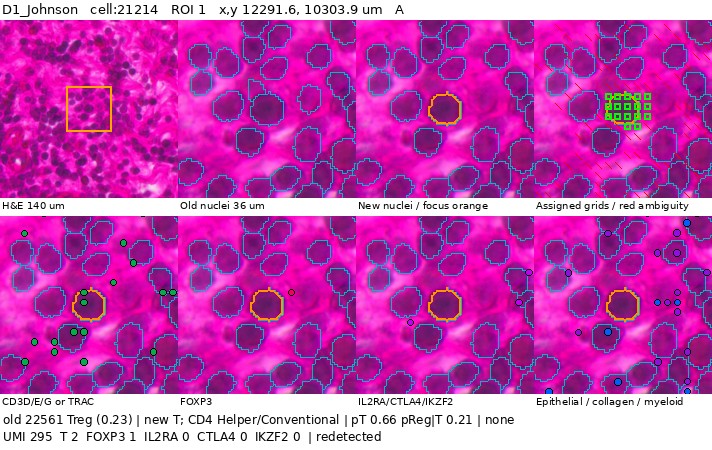 D1_Johnson cell:21214 ROI 1 x,y 12291.6, 10303.9 um A
H&E 140 um
Old nuclei 36 um
New nuclei / focus orange
Assigned grids / red ambiguity
CD3D/E/G or TRAC
FOXP3
IL2RA/CTLA4/IKZF2
Epithelial / collagen / myeloid
old 22561 Treg (0.23) | new T; CD4 Helper/Conventional | pT 0.66 pReg|T 0.21 | none
UMI 295 T 2 FOXP3 1 IL2RA 0 CTLA4 0 IKZF2 0 | redetected